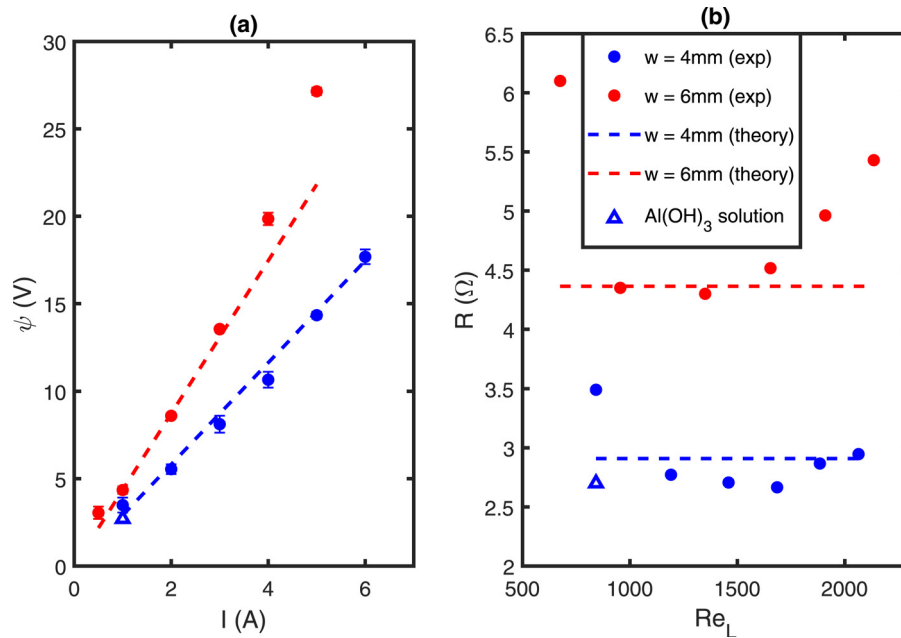 (a)
30
25
20
15
10
5
0
0 2 4 6
ψ (V)
I (A)
(b)
6.5
6
5.5
5
4.5
4
3.5
3
2.5
2
500 1000 1500 2000
R (Ω)
Re_L
w = 4mm (exp)
w = 6mm (exp)
w = 4mm (theory)
w = 6mm (theory)
Al(OH)_3 solution